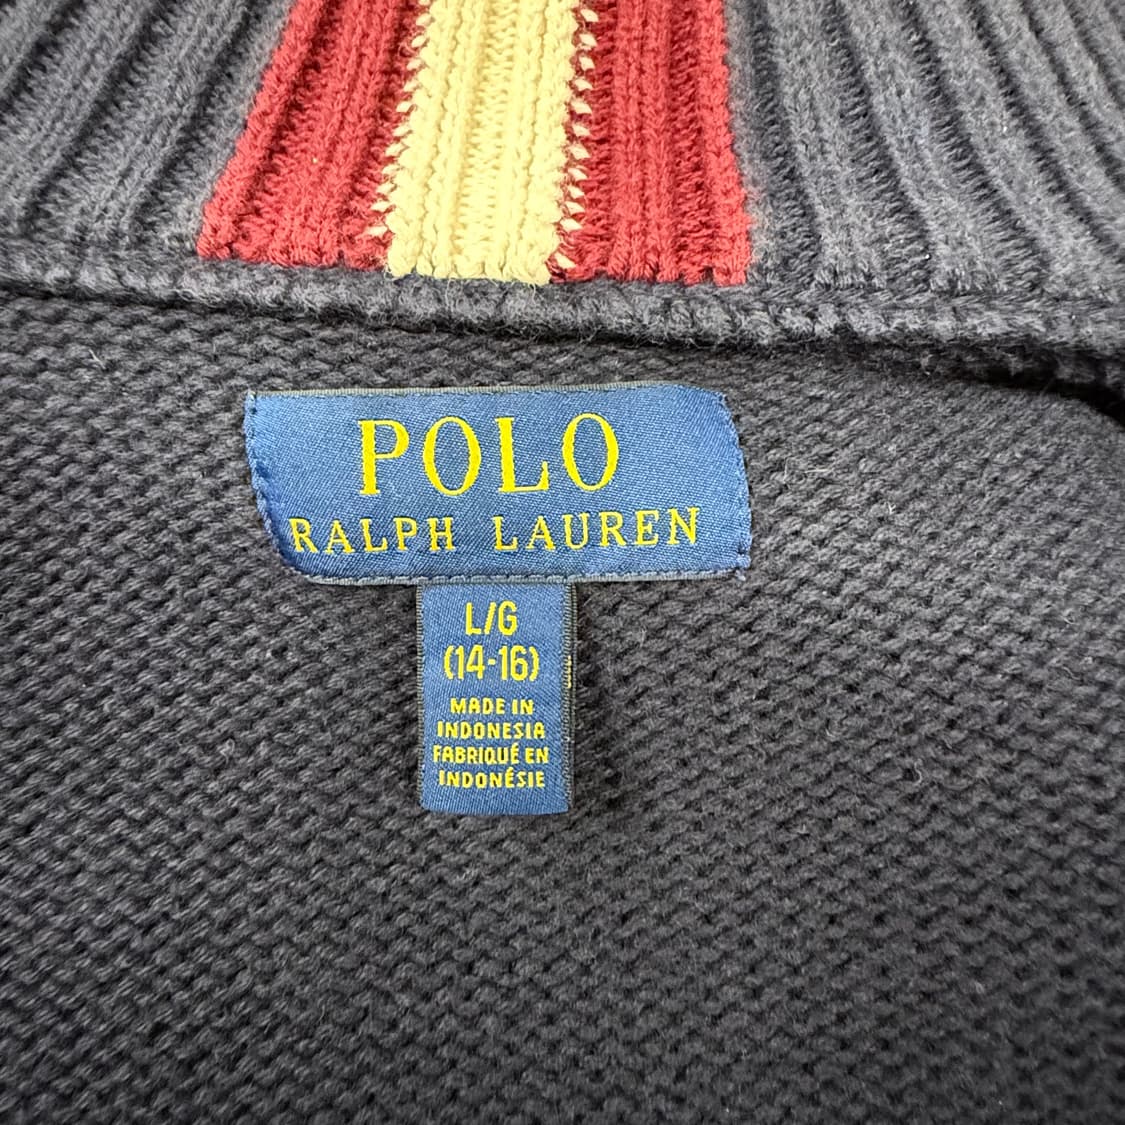 POLO
RALPH LAUREN
L/G
(14-16)
MADE IN
INDONESIA
FABRIQUÉ EN
INDONÉSIE